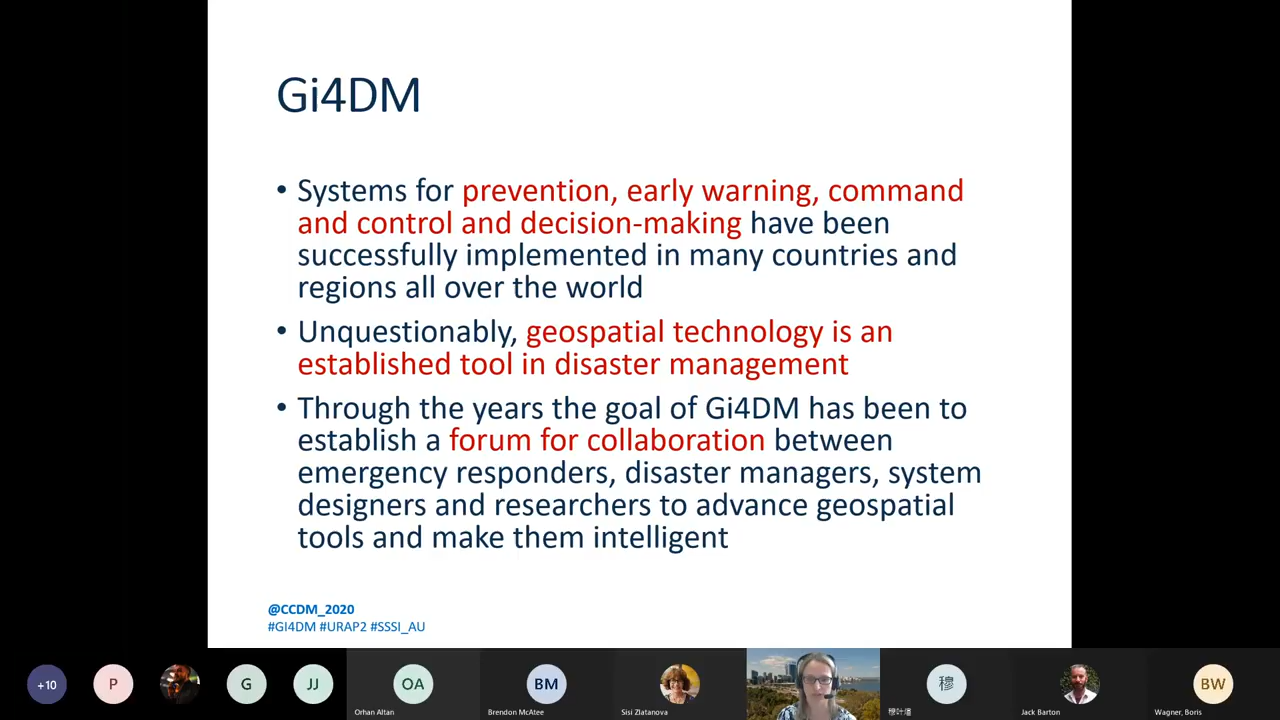 Gi4DM
• Systems for prevention, early warning, command
and control and decision-making have been
successfully implemented in many countries and
regions all over the world
• Unquestionably, geospatial technology is an
established tool in disaster management
• Through the years the goal of Gi4DM has been to
establish a forum for collaboration between
emergency responders, disaster managers, system
designers and researchers to advance geospatial
tools and make them intelligent
@CCDM_2020
#GI4DM #URAP2 #SSSI_AU
+10
P
G
JJ
OA
BM
穆
BW
Orhan Altan
Brendon McAtee
Sisi Zlatanova
穆叶熠
Jack Barton
Wagner, Boris